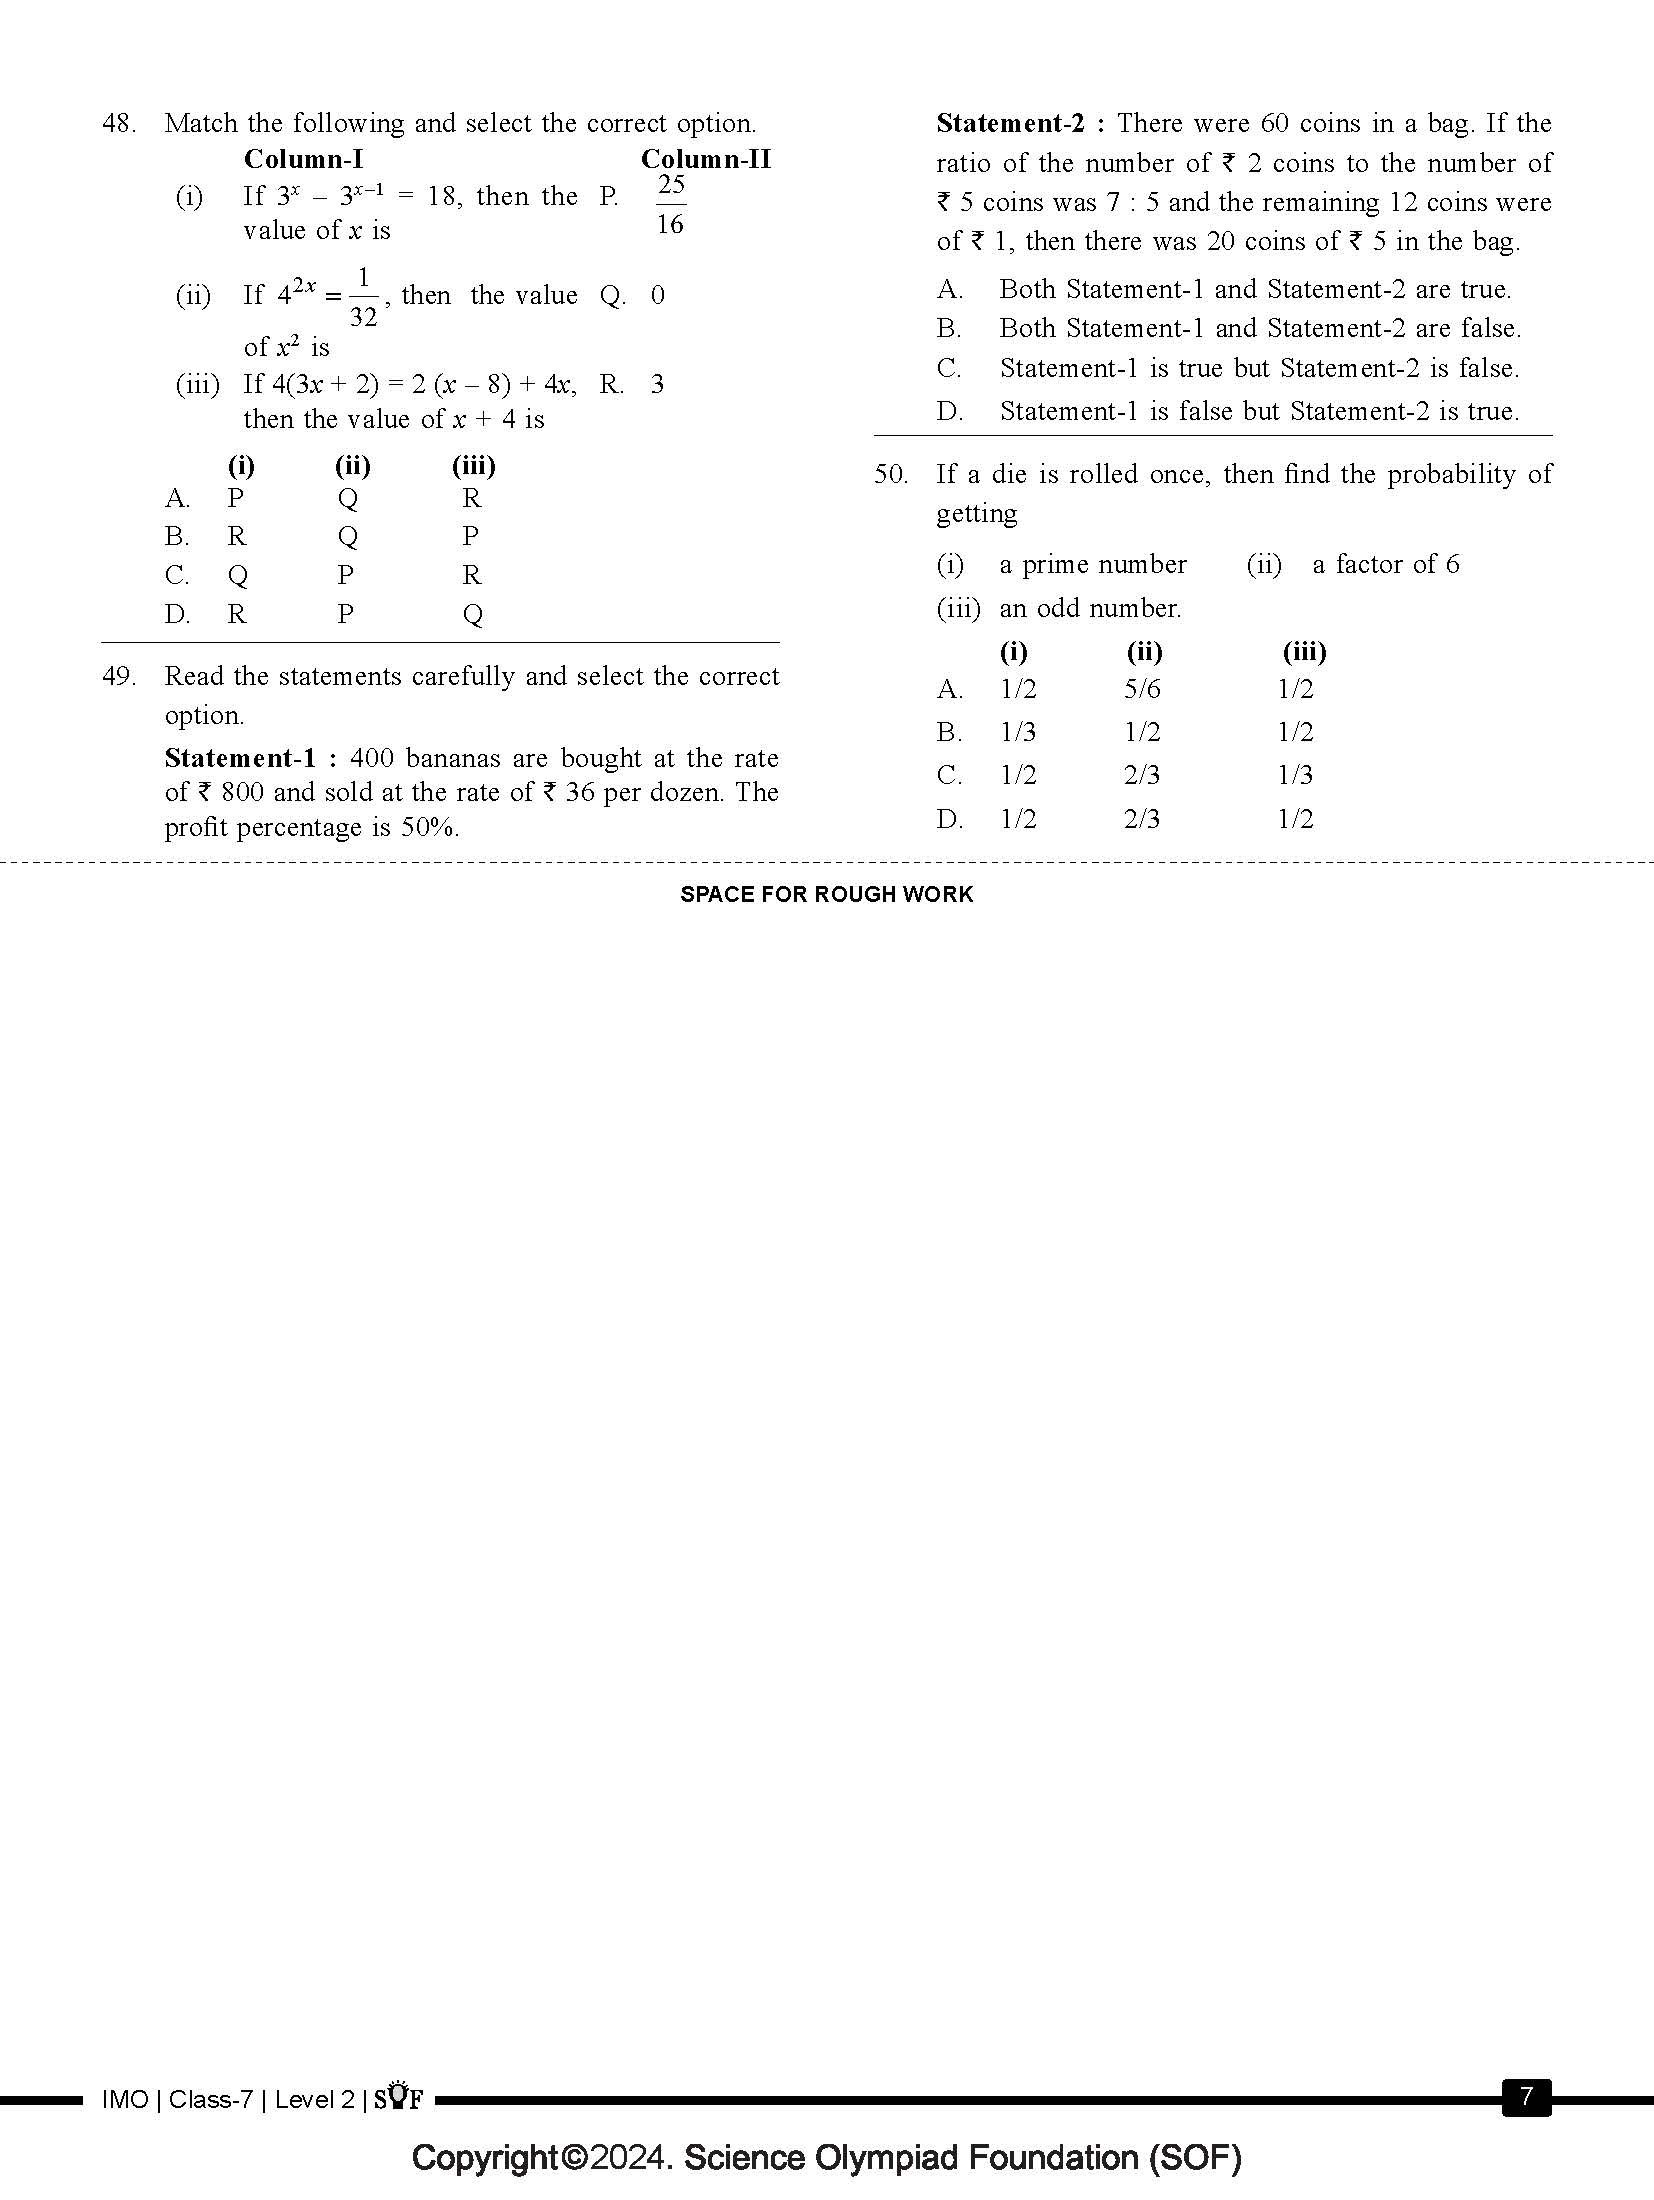 48. Match the following and select the correct option.
Column-I Column-II
(i) If 3ˣ – 3ˣ⁻¹ = 18, then the value of x is P. 25/16
(ii) If 4²ˣ = 1/32, then the value of x² is Q. 0
(iii) If 4(3x + 2) = 2 (x – 8) + 4x, then the value of x + 4 is R. 3
(i) (ii) (iii)
A. P Q R
B. R Q P
C. Q P R
D. R P Q
49. Read the statements carefully and select the correct
option.
Statement-1 : 400 bananas are bought at the rate
of ₹ 800 and sold at the rate of ₹ 36 per dozen. The
profit percentage is 50%.
Statement-2 : There were 60 coins in a bag. If the
ratio of the number of ₹ 2 coins to the number of
₹ 5 coins was 7 : 5 and the remaining 12 coins were
of ₹ 1, then there was 20 coins of ₹ 5 in the bag.
A. Both Statement-1 and Statement-2 are true.
B. Both Statement-1 and Statement-2 are false.
C. Statement-1 is true but Statement-2 is false.
D. Statement-1 is false but Statement-2 is true.
50. If a die is rolled once, then find the probability of
getting
(i) a prime number (ii) a factor of 6
(iii) an odd number.
(i) (ii) (iii)
A. 1/2 5/6 1/2
B. 1/3 1/2 1/2
C. 1/2 2/3 1/3
D. 1/2 2/3 1/2
SPACE FOR ROUGH WORK
IMO | Class-7 | Level 2 | SOF
7
Copyright©2024. Science Olympiad Foundation (SOF)